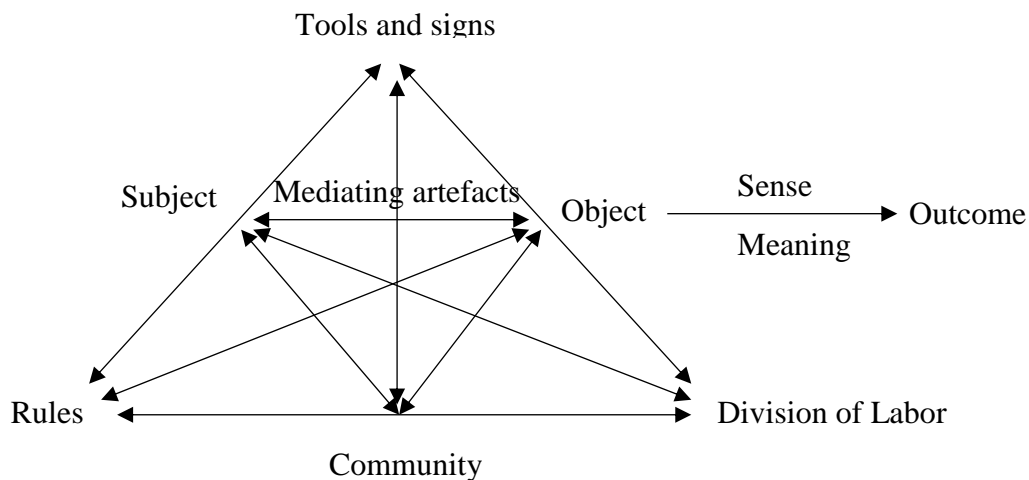 Tools and signs
Subject
Mediating artefacts
Object
Sense
Meaning
Outcome
Rules
Division of Labor
Community